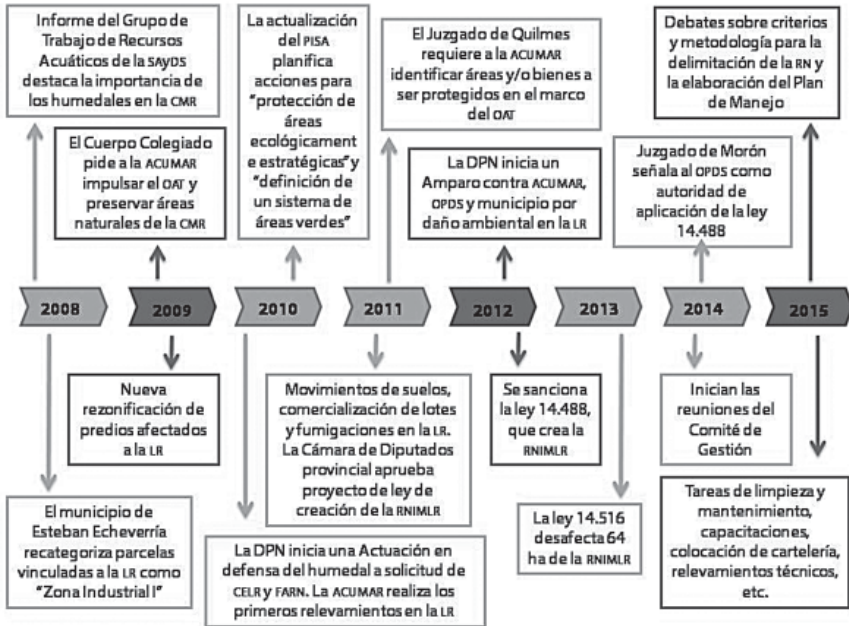 Informe del Grupo de
Trabajo de Recursos
Acuáticos de la SAyDS
destaca la importancia de
los humedales en la CMR
El Cuerpo Colegiado
pide a la ACUMAR
impulsar el OAT y
preservar áreas
naturales de la CMR
La actualización
del PISA
planifica
acciones para
"protección de
áreas
ecológicament
e estratégicas" y
"definición de
un sistema de
áreas verdes"
El Juzgado de Quilmes
requiere a la ACUMAR
identificar áreas y/o bienes a
ser protegidos en el marco
del OAT
La DPN inicia un
Amparo contra ACUMAR,
OPDS y municipio por
daño ambiental en la LR
Juzgado de Morón
señala al OPDS como
autoridad de
aplicación de la ley
14.488
Debates sobre criterios
y metodología para la
delimitación de la RN y
la elaboración del Plan
de Manejo
2008
2009
2010
2011
2012
2013
2014
2015
El municipio de
Esteban Echeverría
recategoriza parcelas
vinculadas a la LR como
"Zona Industrial I"
Nueva
rezonificación de
predios afectados
a la LR
La DPN inicia una Actuación en
defensa del humedal a solicitud de
CELR y FARN. La ACUMAR realiza los
primeros relevamientos en la LR
Movimientos de suelos,
comercialización de lotes
y fumigaciones en la LR.
La Cámara de Diputados
provincial aprueba
proyecto de ley de
creación de la RNIMLR
Se sanciona
la ley 14.488,
que crea la
RNIMLR
La ley 14.516
desafecta 64
ha de la RNIMLR
Inician las
reuniones del
Comité de
Gestión
Tareas de limpieza y
mantenimiento,
capacitaciones,
colocación de cartelería,
relevamientos técnicos,
etc.